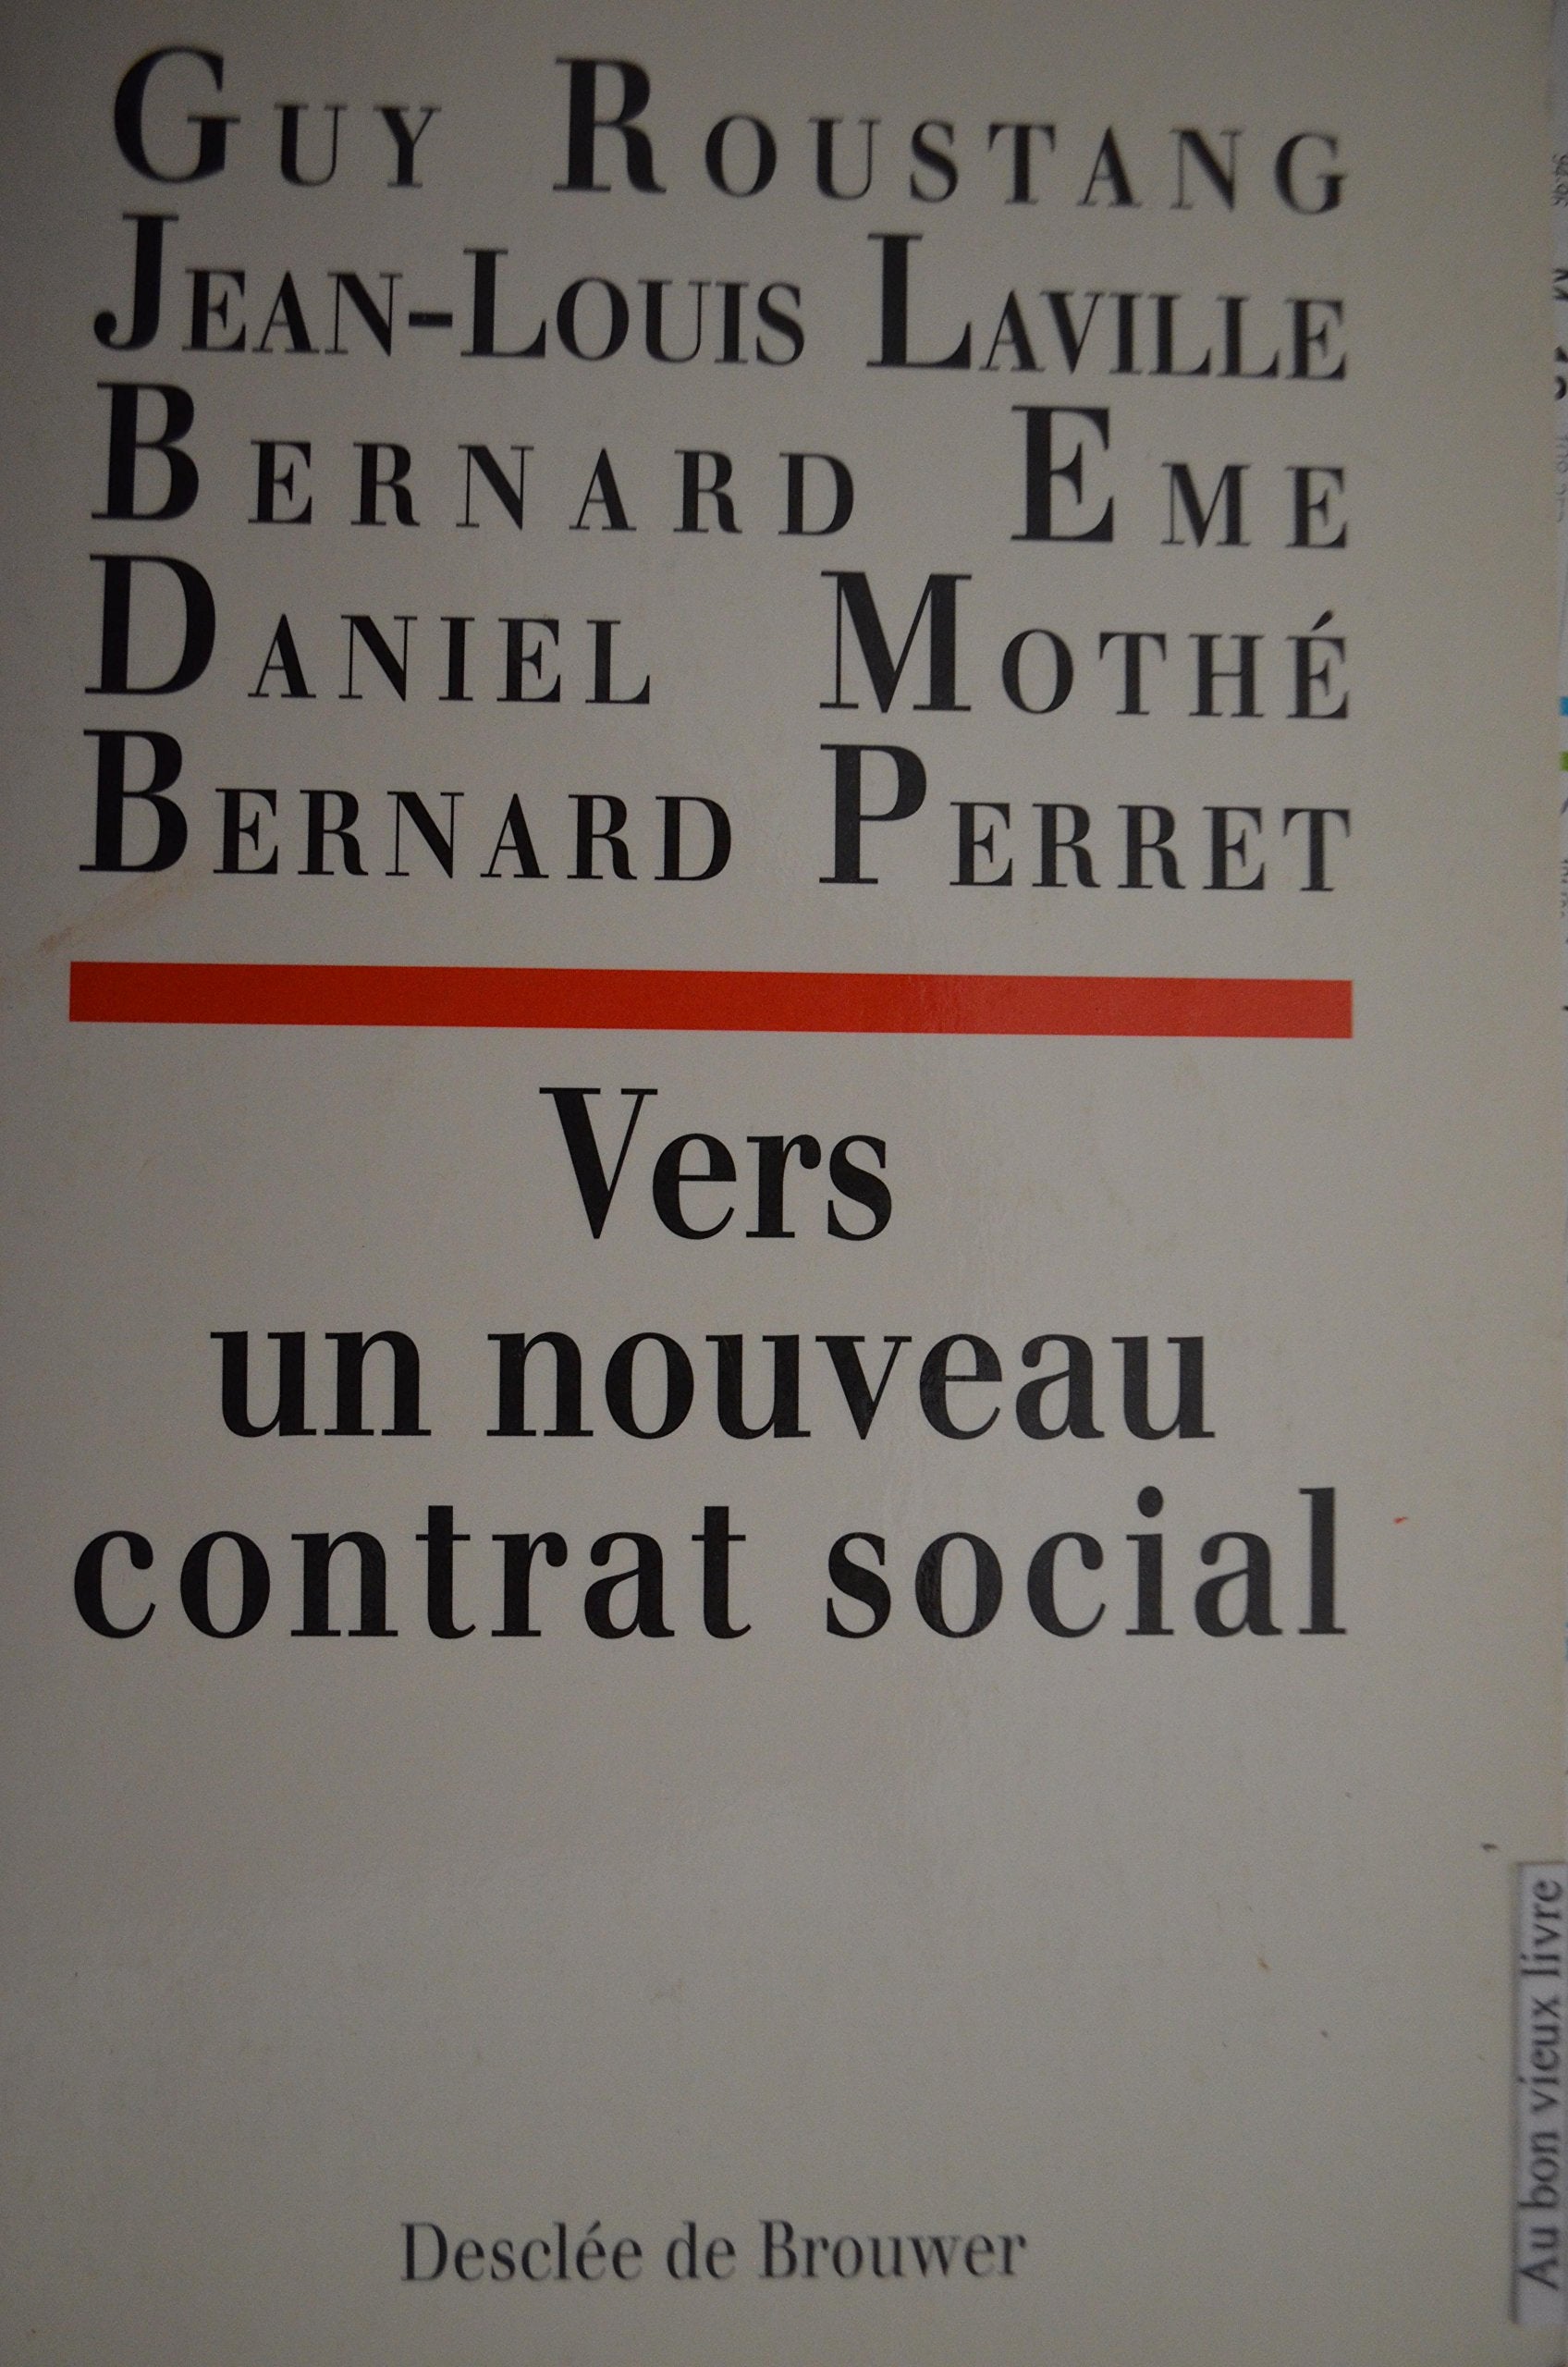 GUY ROUSTANG
JEAN-LOUIS LAVILLE
BERNARD EME
DANIEL MOTHÉ
BERNARD PERRET
Vers
un nouveau
contrat social
Desclée de Brouwer
Au bon vieux livre